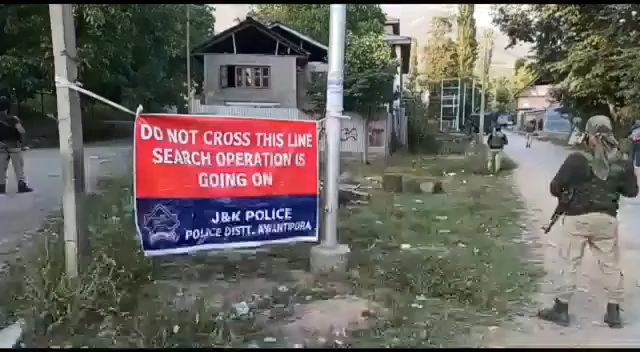 DO NOT CROSS THIS LINE
SEARCH OPERATION IS
GOING ON
J&K POLICE
POLICE DISTT. AWANTIPORA